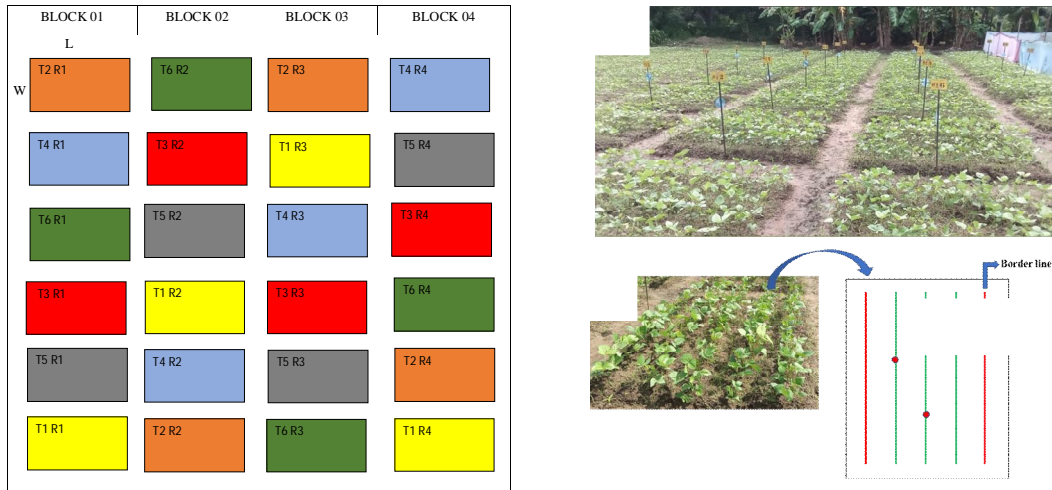 BLOCK 01 BLOCK 02 BLOCK 03 BLOCK 04
L
W
T2 R1 T6 R2 T2 R3 T4 R4
T4 R1 T3 R2 T1 R3 T5 R4
T6 R1 T5 R2 T4 R3 T3 R4
T3 R1 T1 R2 T3 R3 T6 R4
T5 R1 T4 R2 T5 R3 T2 R4
T1 R1 T2 R2 T6 R3 T1 R4
Border line